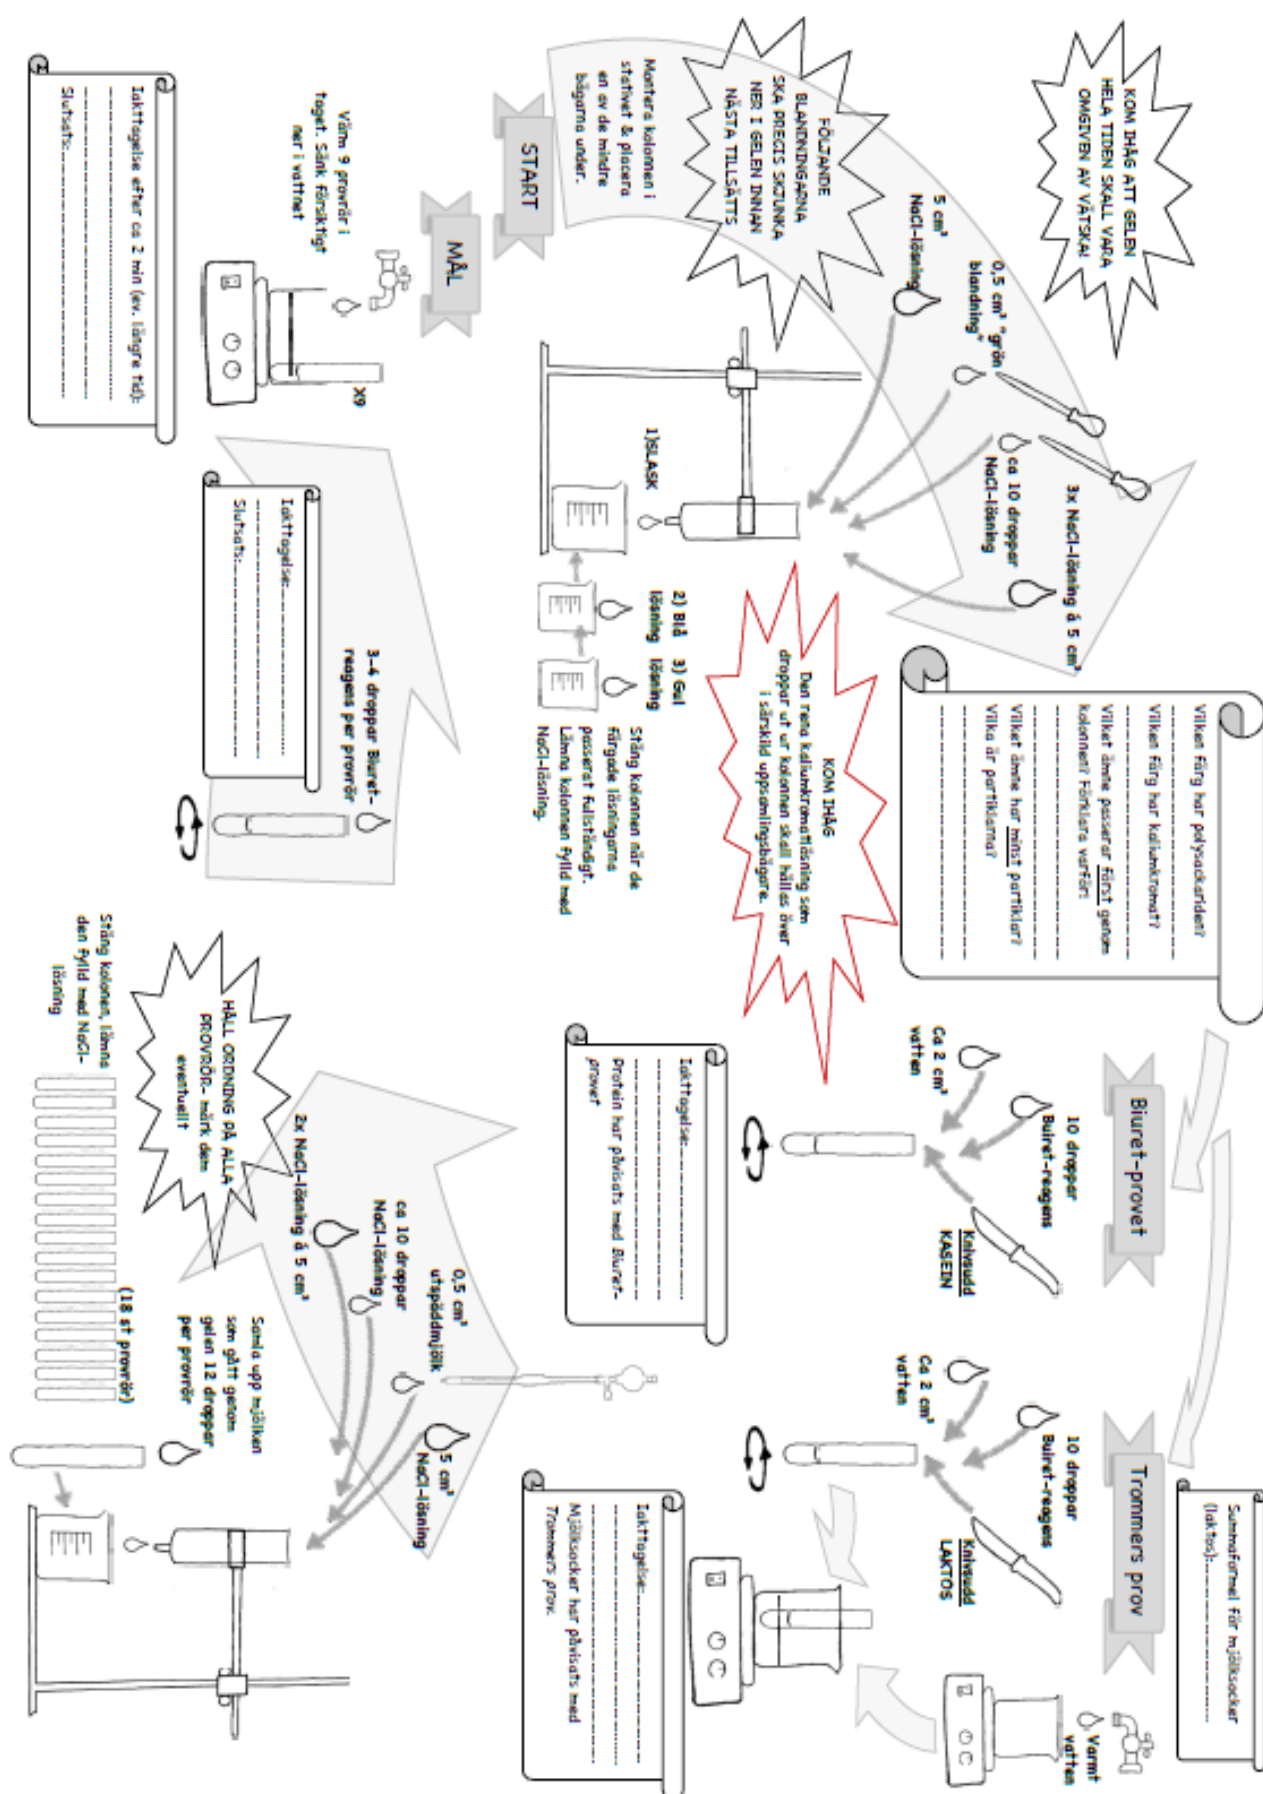 START
Montera kolonnen i
stativet & placera
en av de mindre
bägarna under.
FÖLJANDE
BLANDNINGARNA
SKA PRECIS SKJUNKA
NER I GELEN INNAN
NÄSTA TILLSÄTTS
KOM IHÅG ATT GELEN
HELA TIDEN SKALL VARA
OMGIVEN AV VÄTSKA!
5 cm³
NaCl-lösning
0,5 cm³ "grön
blandning"
ca 10 droppar
NaCl-lösning
3x NaCl-lösning á 5 cm³
1)SLASK
2) Blå
lösning
3) Gul
lösning
Stäng kolonnen när de
färgade lösningarna
passerat fullständigt.
Lämna kolonnen fylld med
NaCl-lösning.
KOM IHÅG
Den rena kaliumkromatlösning som
droppar ut ur kolonnen skall hällas över
i särskild uppsamlingsbägare.
Vilken färg har polysackariden?
Vilken färg har kaliumkromat?
Vilket ämne passerar först genom
kolonnen? Förklara varför:
Vilket ämne har minst partiklar?
Vilka är partiklarna?
Biuret-provet
Ca 2 cm³
vatten
10 droppar
Buiret-reagens
Knivsudd
KASEIN
Iakttagelse:
Protein har påvisats med Biuret-
provet
Trommers prov
Summaformel för mjölksocker
(laktos):
Ca 2 cm³
vatten
10 droppar
Buiret-reagens
Knivsudd
LAKTOS
Varmt
vatten
Iakttagelse:
Mjölksocker har påvisats med
Trommers prov.
5 cm³
NaCl-lösning
0,5 cm³
utspäddmjölk
ca 10 droppar
NaCl-lösning
2x NaCl-lösning á 5 cm³
Samla upp mjölken
som gått genom
gelen 12 droppar
per provrör
(18 st provrör)
HÅLL ORDNING PÅ ALLA
PROVRÖR- märk dem
eventuellt
Stäng kolonen, lämna
den fylld med NaCl-
lösning
3-4 droppar Biuret-
reagens per provrör
Iakttagelse:
Slutsats:
X9
Värm 9 provrör i
taget. Sänk försiktigt
ner i vattnet
Iakttagelse efter ca 2 min (ev. längre tid):
Slutsats:
MÅL